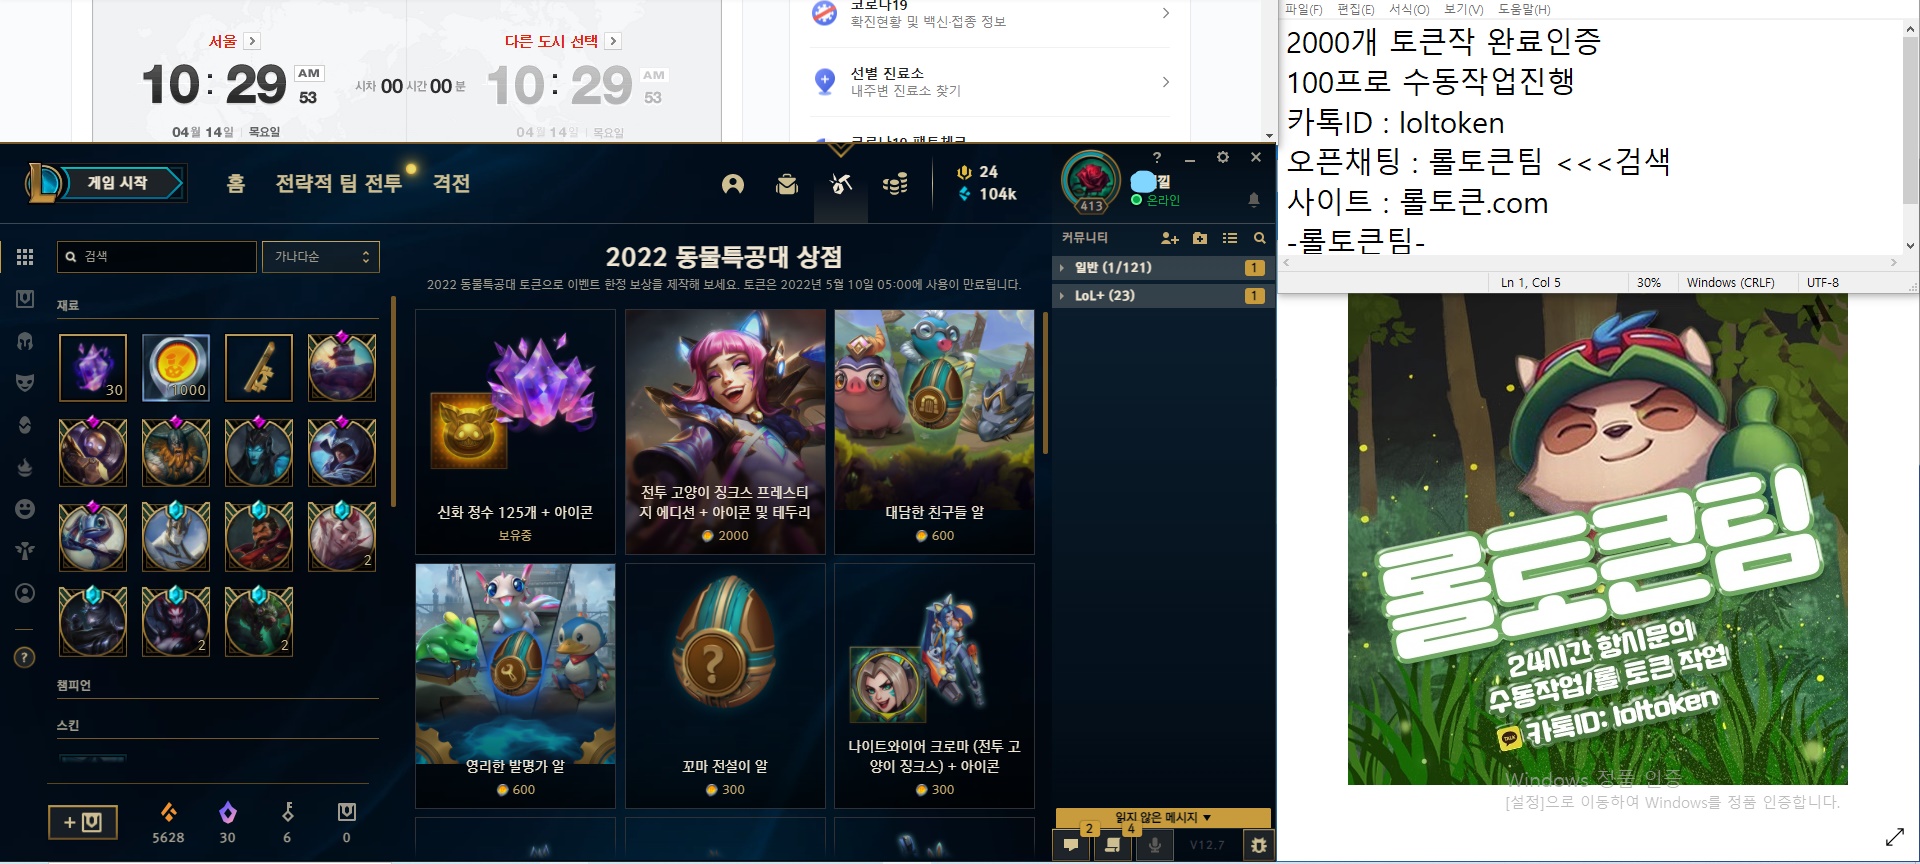 서울
10:29 AM 53
04월 14일 | 목요일
시차 00 시간 00 분
다른 도시 선택
10:29 AM 53
04월 14일 | 목요일
코로나19
확진현황 및 백신·접종 정보
선별 진료소
내주변 진료소 찾기
파일(F) 편집(E) 서식(O) 보기(V) 도움말(H)
2000개 토큰작 완료인증
100프로 수동작업진행
카톡ID : loltoken
오픈채팅 : 롤토큰팀 <<<검색
사이트 : 롤토큰.com
-롤토큰팀-
Ln 1, Col 5 30% Windows (CRLF) UTF-8
게임 시작
홈 전략적 팀 전투 격전
24
104k
413
낄
온라인
검색
가나다순
재료
30
1000
2
2
2
챔피언
스킨
5628 30 6 0
2022 동물특공대 상점
2022 동물특공대 토큰으로 이벤트 한정 보상을 제작해 보세요. 토큰은 2022년 5월 10일 05:00에 사용이 만료됩니다.
신화 정수 125개 + 아이콘
보유중
전투 고양이 징크스 프레스티
지 에디션 + 아이콘 및 테두리
2000
대담한 친구들 알
600
영리한 발명가 알
600
꼬마 전설이 알
300
나이트와이어 크로마 (전투 고
양이 징크스) + 아이콘
300
커뮤니티
일반 (1/121) 1
LoL+ (23) 1
읽지 않은 메시지
2 4
V12.7
롤토큰팀
24시간 항시문의
수동작업/롤 토큰 작업
TALK 카톡ID: loltoken
Windows 정품 인증
[설정]으로 이동하여 Windows를 정품 인증합니다.